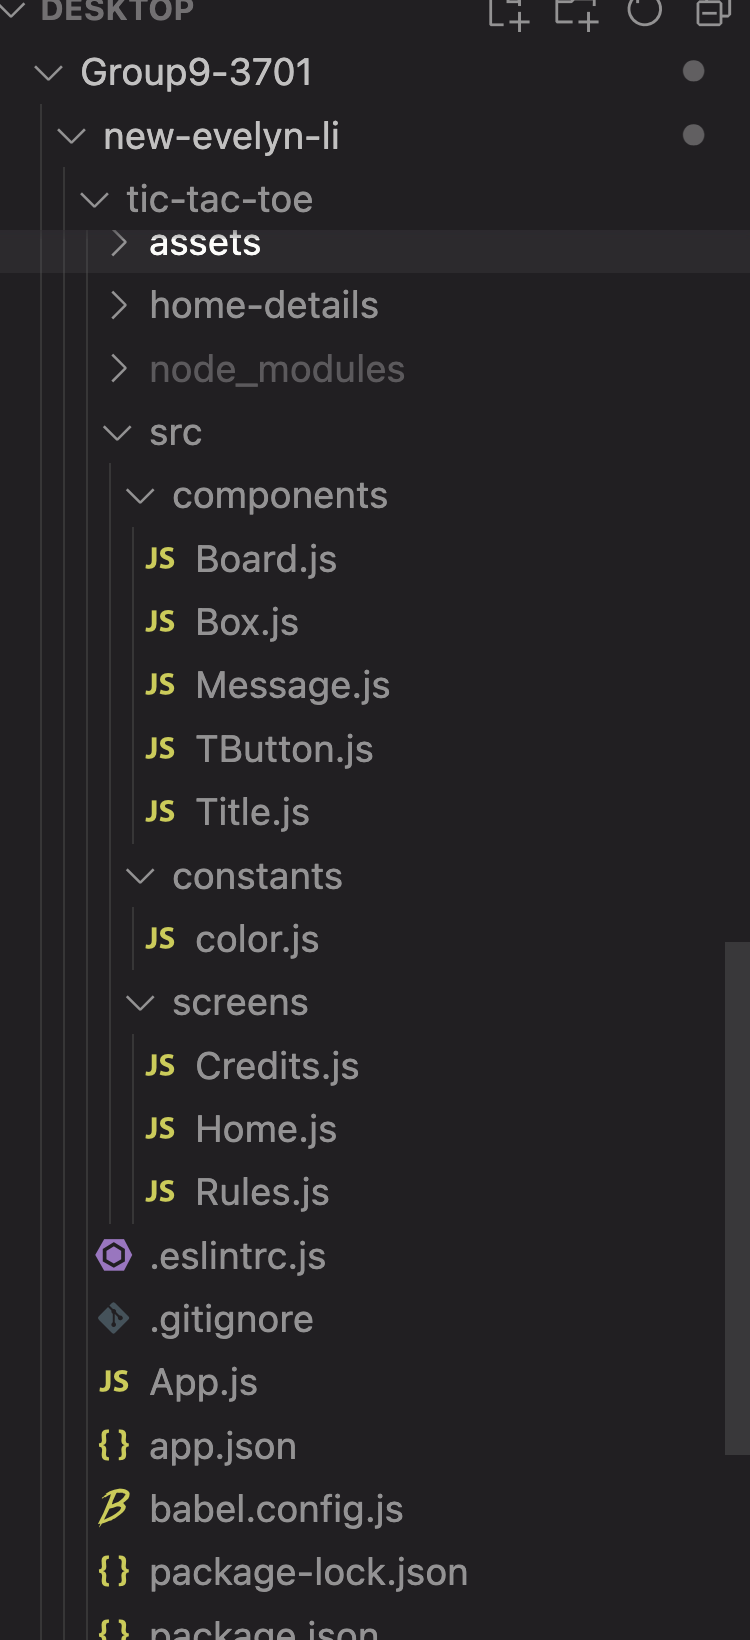 DESKTOP
Group9-3701
new-evelyn-li
tic-tac-toe
assets
home-details
node_modules
src
components
JS Board.js
JS Box.js
JS Message.js
JS TButton.js
JS Title.js
constants
JS color.js
screens
JS Credits.js
JS Home.js
JS Rules.js
.eslintrc.js
.gitignore
JS App.js
{} app.json
B babel.config.js
{} package-lock.json
{} package.json